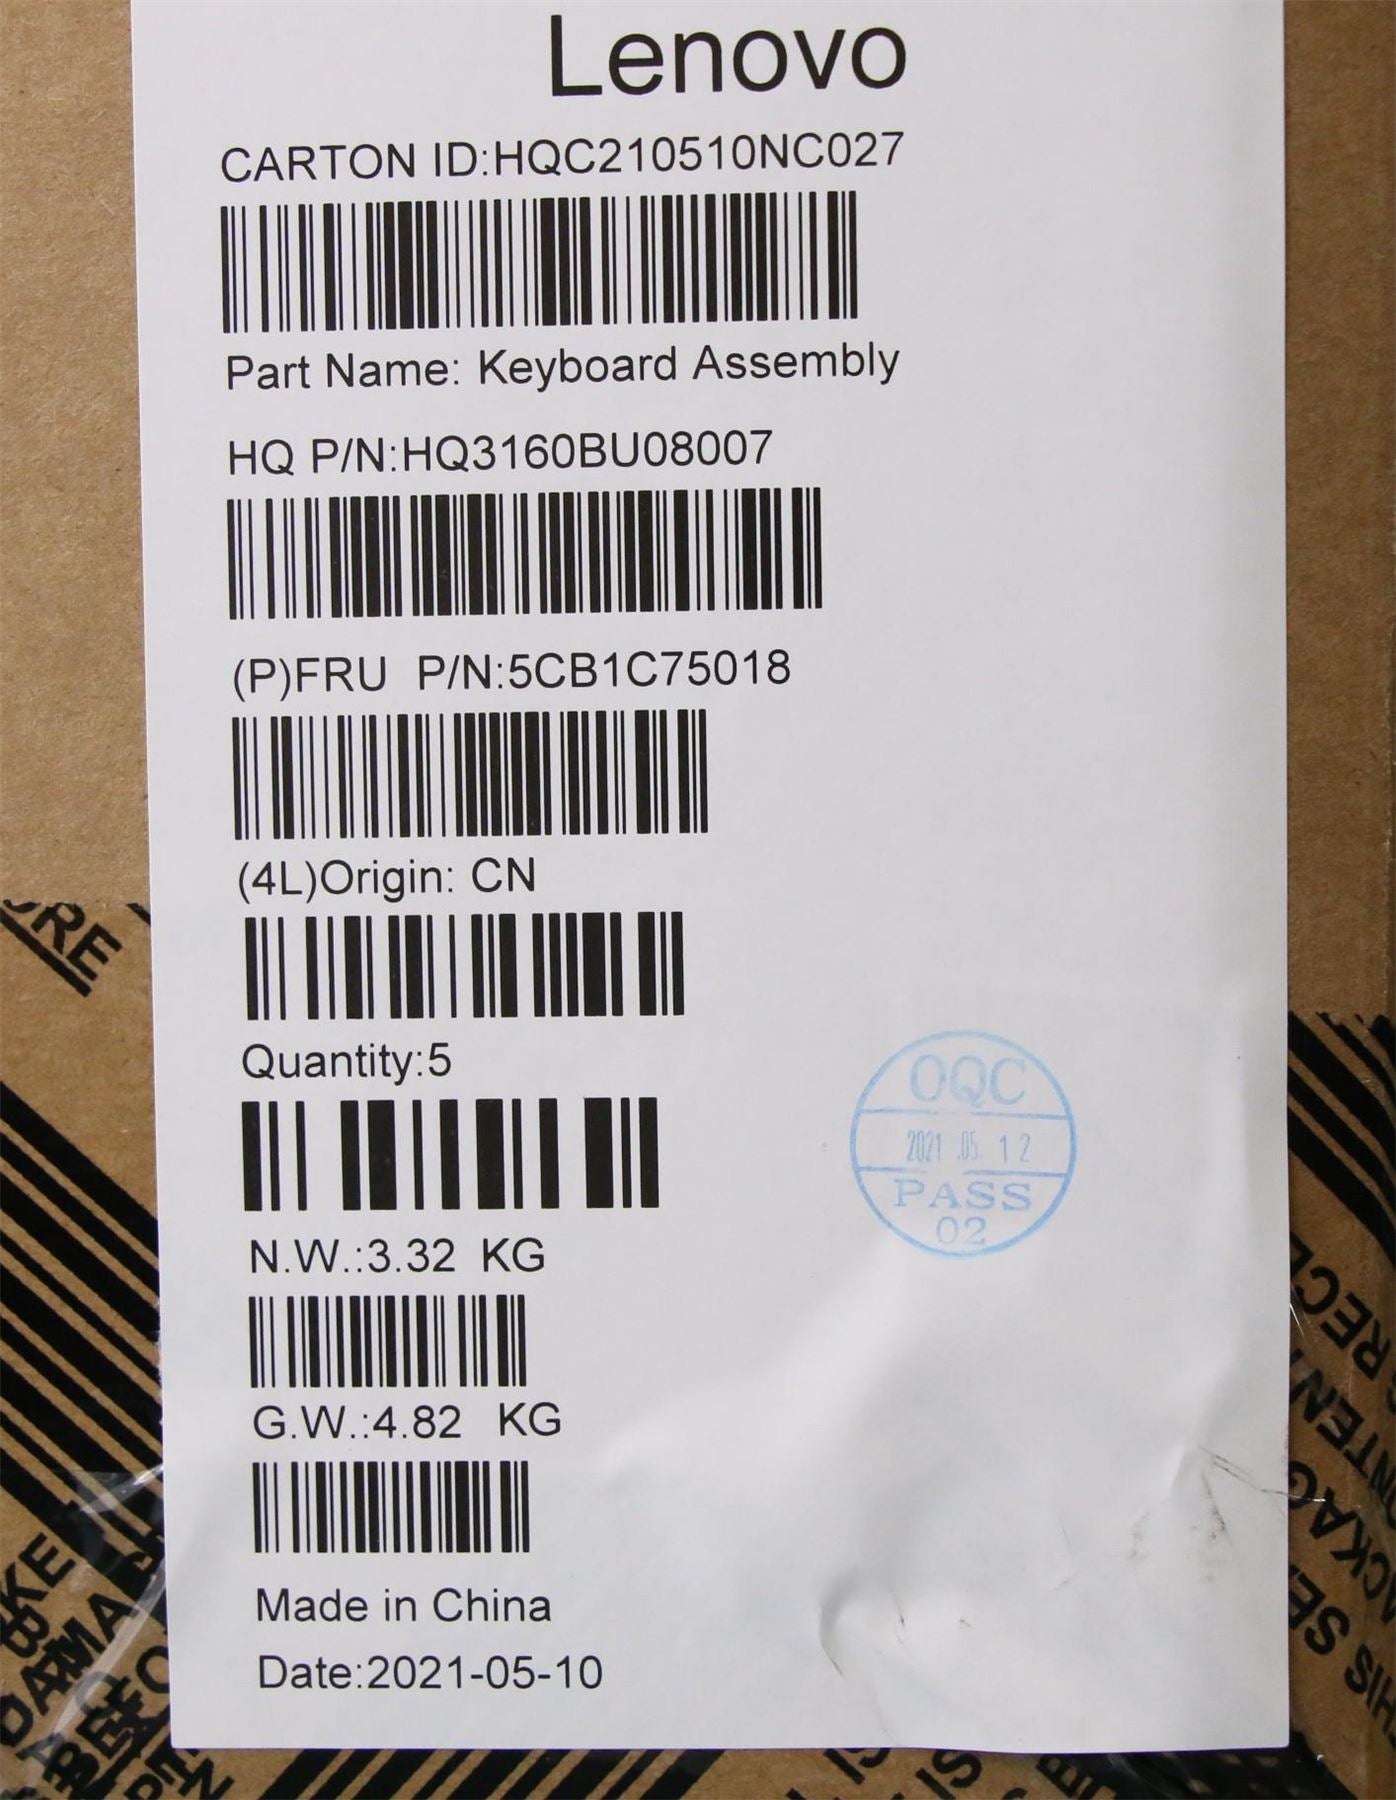 Lenovo
CARTON ID:HQC210510NC027
Part Name: Keyboard Assembly
HQ P/N:HQ3160BU08007
(P)FRU P/N:5CB1C75018
(4L)Origin: CN
Quantity:5
OQC
2021 .05. 12
PASS
02
N.W.:3.32 KG
G.W.:4.82 KG
Made in China
Date:2021-05-10